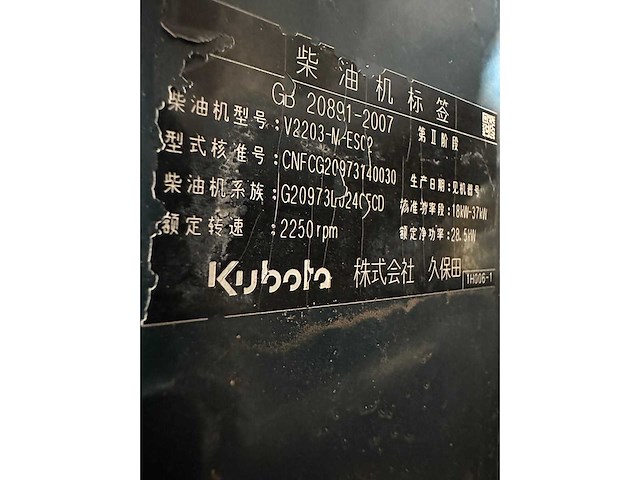 柴油机标签
GB 20891-2007
柴油机型号:V2203-M-ESC2
第Ⅱ阶段
型式核准号:CNFCG20973140030
生产日期:见机器号
柴油机系族:
核准功率段:18kW-37kW
额定转速:2250rpm
额定净功率:28.5kW
Kubota 株式会社 久保田
1H006-1